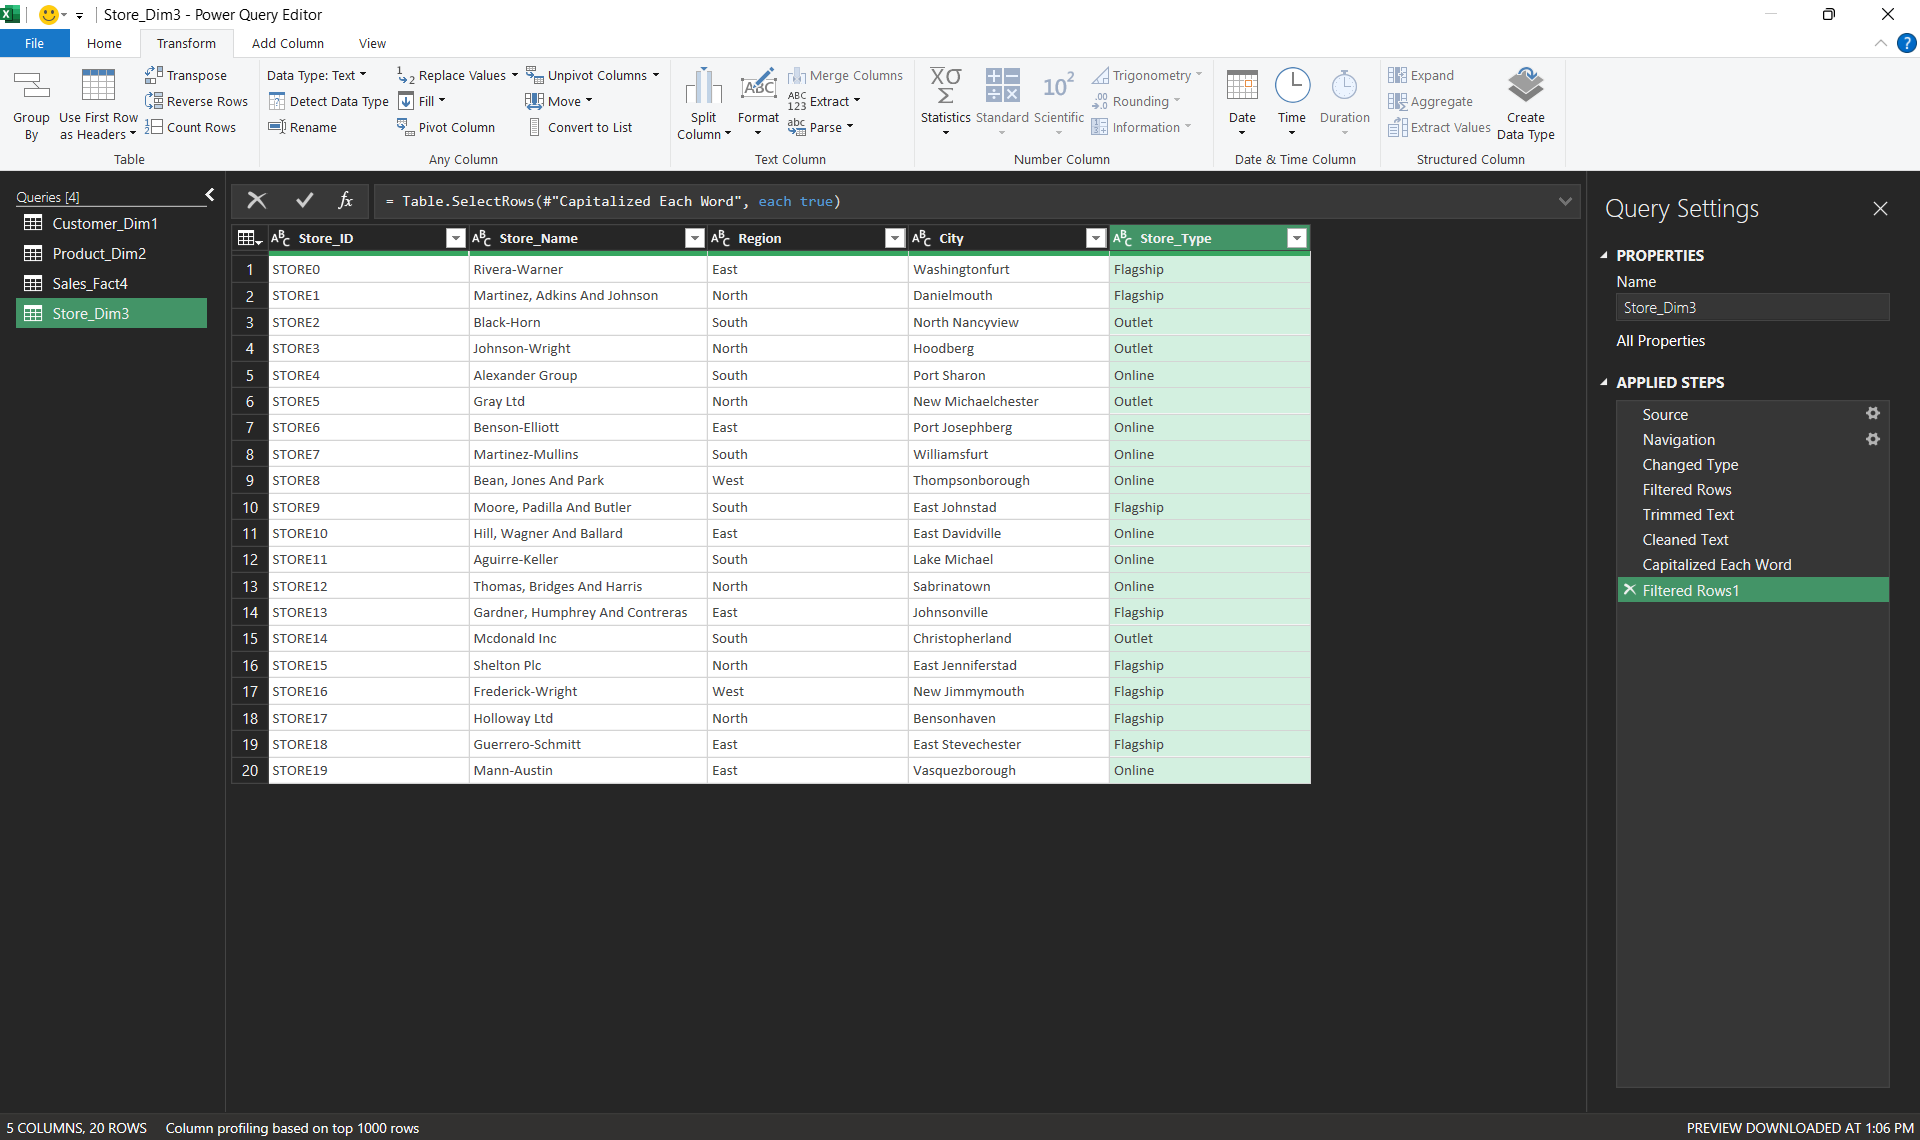 Store_Dim3 - Power Query Editor
File Home Transform Add Column View
Group By
Use First Row as Headers
Transpose
Reverse Rows
Count Rows
Table
Data Type: Text
Detect Data Type
Rename
Replace Values
Fill
Pivot Column
Unpivot Columns
Move
Convert to List
Any Column
Split Column
Format
Merge Columns
Extract
Parse
Text Column
Statistics
Standard
Scientific
Trigonometry
Rounding
Information
Number Column
Date
Time
Duration
Date & Time Column
Expand
Aggregate
Extract Values
Create Data Type
Structured Column
Queries [4]
Customer_Dim1
Product_Dim2
Sales_Fact4
Store_Dim3
= Table.SelectRows(#"Capitalized Each Word", each true)
Store_ID Store_Name Region City Store_Type
1 STORE0 Rivera-Warner East Washingtonfurt Flagship
2 STORE1 Martinez, Adkins And Johnson North Danielmouth Flagship
3 STORE2 Black-Horn South North Nancyview Outlet
4 STORE3 Johnson-Wright North Hoodberg Outlet
5 STORE4 Alexander Group South Port Sharon Online
6 STORE5 Gray Ltd North New Michaelchester Outlet
7 STORE6 Benson-Elliott East Port Josephberg Online
8 STORE7 Martinez-Mullins South Williamsfurt Online
9 STORE8 Bean, Jones And Park West Thompsonborough Online
10 STORE9 Moore, Padilla And Butler South East Johnstad Flagship
11 STORE10 Hill, Wagner And Ballard East East Davidville Online
12 STORE11 Aguirre-Keller South Lake Michael Online
13 STORE12 Thomas, Bridges And Harris North Sabrinatown Online
14 STORE13 Gardner, Humphrey And Contreras East Johnsonville Flagship
15 STORE14 Mcdonald Inc South Christopherland Outlet
16 STORE15 Shelton Plc North East Jenniferstad Flagship
17 STORE16 Frederick-Wright West New Jimmymouth Flagship
18 STORE17 Holloway Ltd North Bensonhaven Flagship
19 STORE18 Guerrero-Schmitt East East Stevechester Flagship
20 STORE19 Mann-Austin East Vasquezborough Online
Query Settings
PROPERTIES
Name
Store_Dim3
All Properties
APPLIED STEPS
Source
Navigation
Changed Type
Filtered Rows
Trimmed Text
Cleaned Text
Capitalized Each Word
Filtered Rows1
5 COLUMNS, 20 ROWS Column profiling based on top 1000 rows
PREVIEW DOWNLOADED AT 1:06 PM